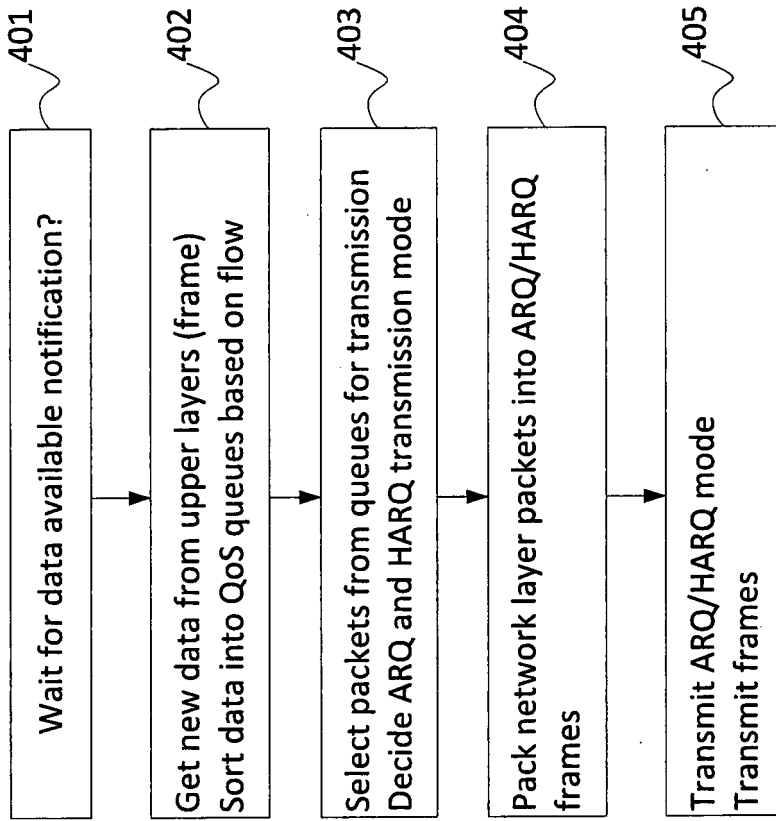 Wait for data available notification?
401
Get new data from upper layers (frame)
Sort data into QoS queues based on flow
402
Select packets from queues for transmission
Decide ARQ and HARQ transmission mode
403
Pack network layer packets into ARQ/HARQ
frames
404
Transmit ARQ/HARQ mode
Transmit frames
405